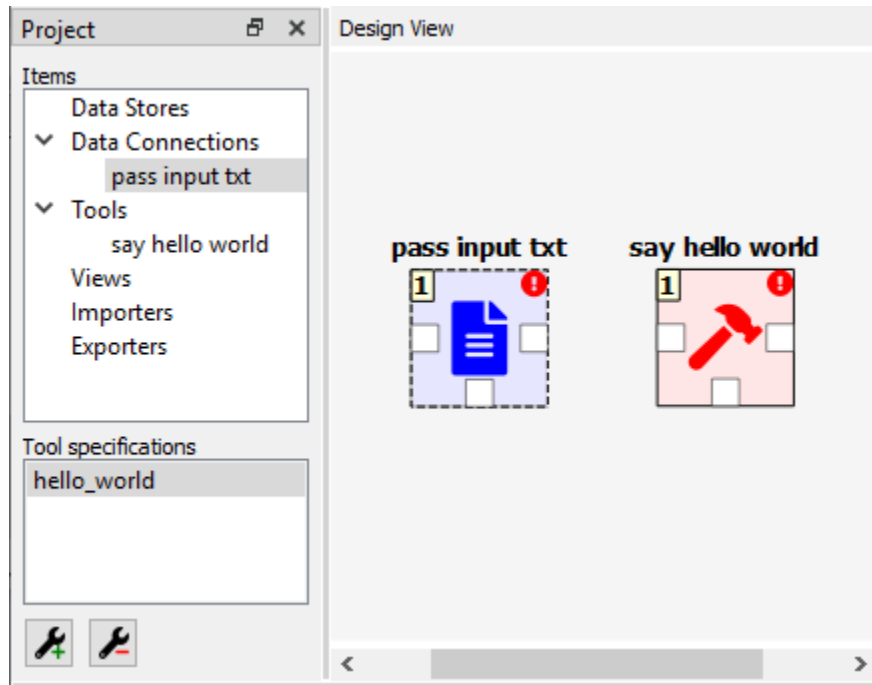 Project
Items
Data Stores
Data Connections
pass input txt
Tools
say hello world
Views
Importers
Exporters
Tool specifications
hello_world
Design View
pass input txt
1
say hello world
1